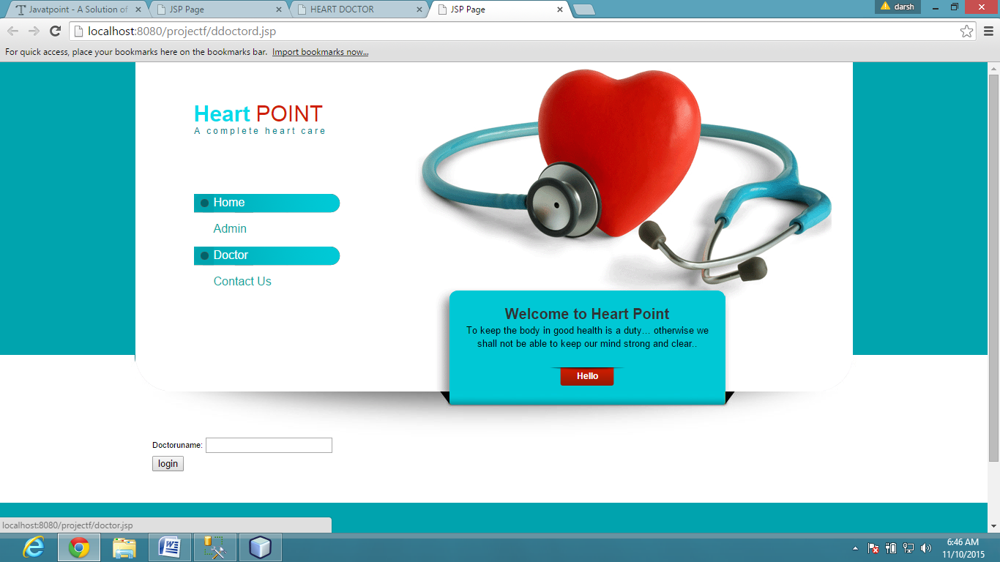 Javatpoint - A Solution of
JSP Page
HEART DOCTOR
JSP Page
darsh
localhost:8080/projectf/ddoctord.jsp
For quick access, place your bookmarks here on the bookmarks bar. Import bookmarks now...
Heart POINT
A complete heart care
Home
Admin
Doctor
Contact Us
Welcome to Heart Point
To keep the body in good health is a duty... otherwise we
shall not be able to keep our mind strong and clear..
Hello
Doctoruname:
login
localhost:8080/projectf/doctor.jsp
6:46 AM
11/10/2015